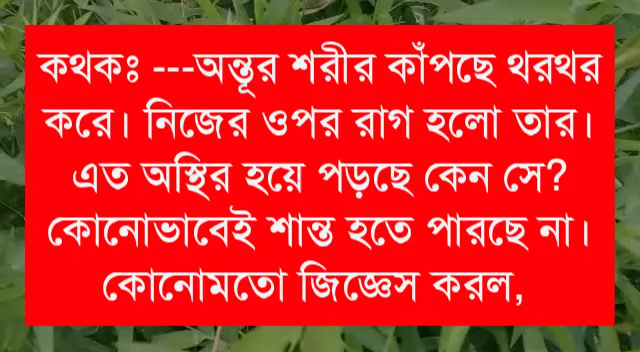 কথকঃ ---অন্তূর শরীর কাঁপছে থরথর
করে। নিজের ওপর রাগ হলো তার।
এত অস্থির হয়ে পড়ছে কেন সে?
কোনোভাবেই শান্ত হতে পারছে না।
কোনোমতো জিজ্ঞেস করল,